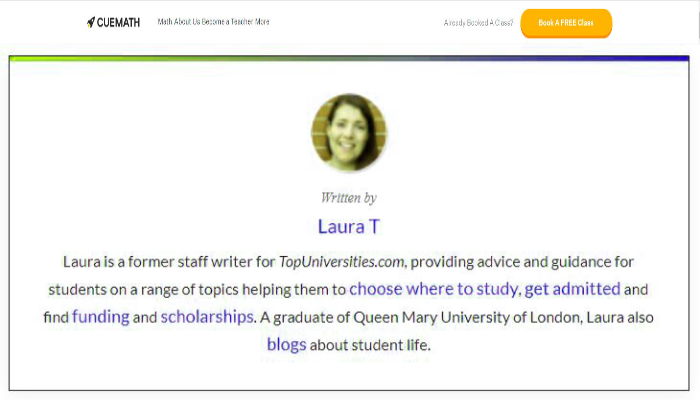 CUEMATH Math About Us Become a Teacher More Already Booked A Class? Book A FREE Class
Written by
Laura T
Laura is a former staff writer for TopUniversities.com, providing advice and guidance for
students on a range of topics helping them to choose where to study, get admitted and
find funding and scholarships. A graduate of Queen Mary University of London, Laura also
blogs about student life.